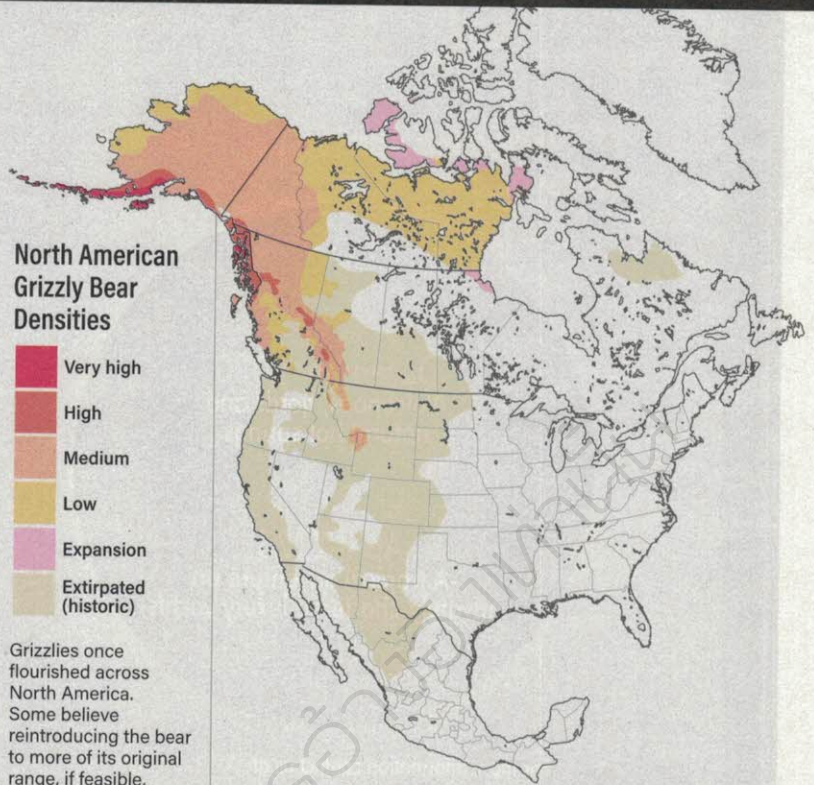 North American
Grizzly Bear
Densities
Very high
High
Medium
Low
Expansion
Extirpated
(historic)
Grizzlies once
flourished across
North America.
Some believe
reintroducing the bear
to more of its original
range, if feasible,